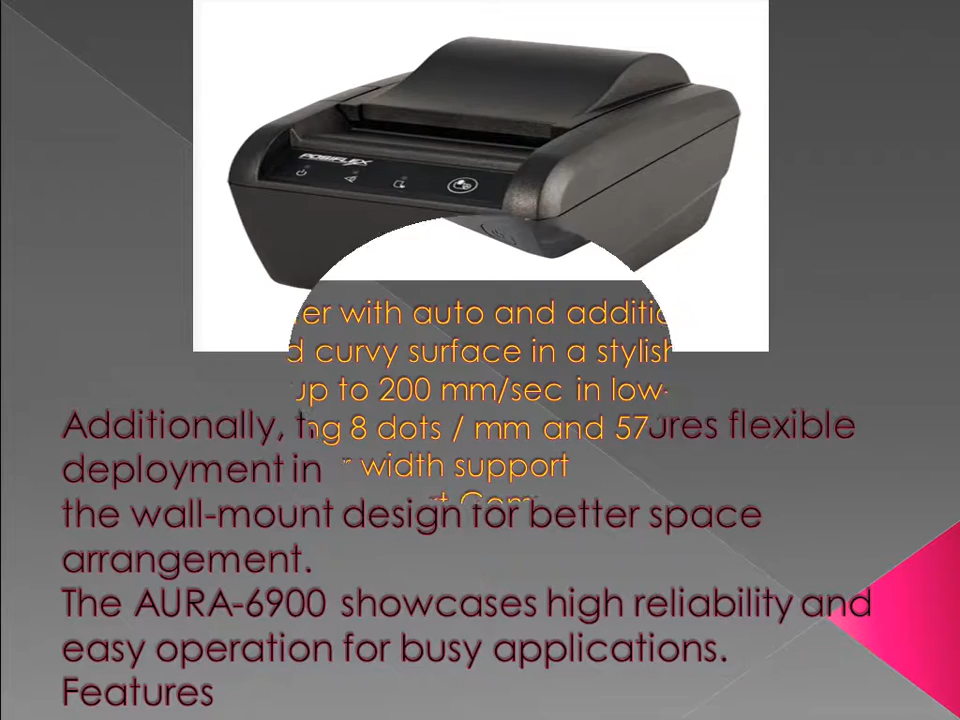 POSIFLEX
er with auto and additio
d curvy surface in a stylish
up to 200 mm/sec in low-
Additionally, ng 8 dots / mm and 57ures flexible
deployment in r width support
the wall-mount design for better space
arrangement.
The AURA-6900 showcases high reliability and
easy operation for busy applications.
Features